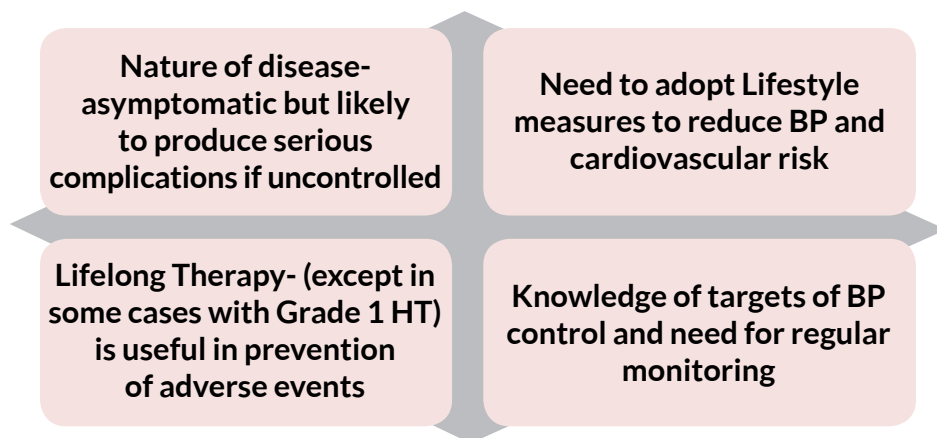 Nature of disease-
asymptomatic but likely
to produce serious
complications if uncontrolled
Need to adopt Lifestyle
measures to reduce BP and
cardiovascular risk
Lifelong Therapy- (except in
some cases with Grade 1 HT)
is useful in prevention
of adverse events
Knowledge of targets of BP
control and need for regular
monitoring